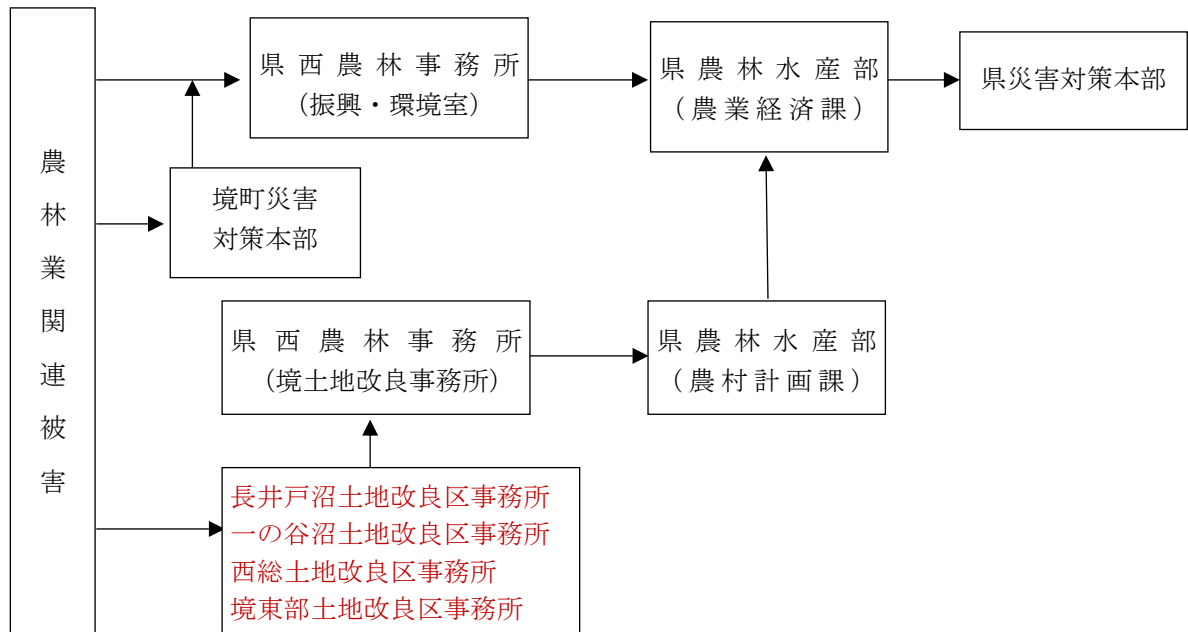 農林業関連被害
県西農林事務所
(振興・環境室)
県農林水産部
(農業経済課)
県災害対策本部
境町災害
対策本部
県西農林事務所
(境土地改良事務所)
県農林水産部
(農村計画課)
長井戸沼土地改良区事務所
一の谷沼土地改良区事務所
西総土地改良区事務所
境東部土地改良区事務所